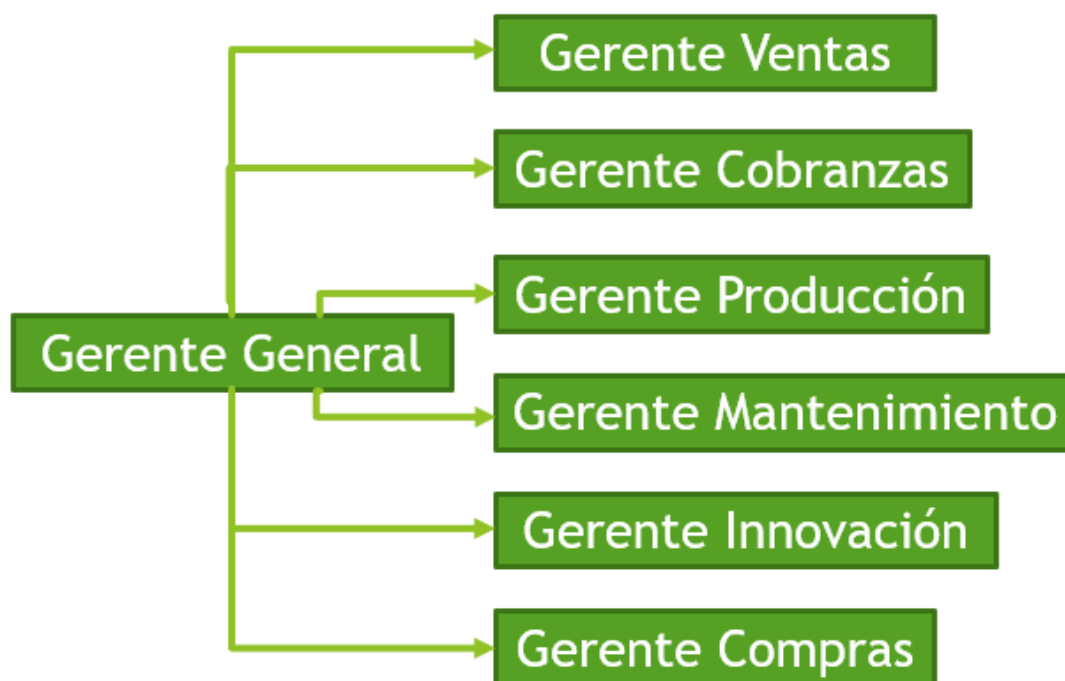 Gerente Ventas
Gerente Cobranzas
Gerente Producción
Gerente General
Gerente Mantenimiento
Gerente Innovación
Gerente Compras